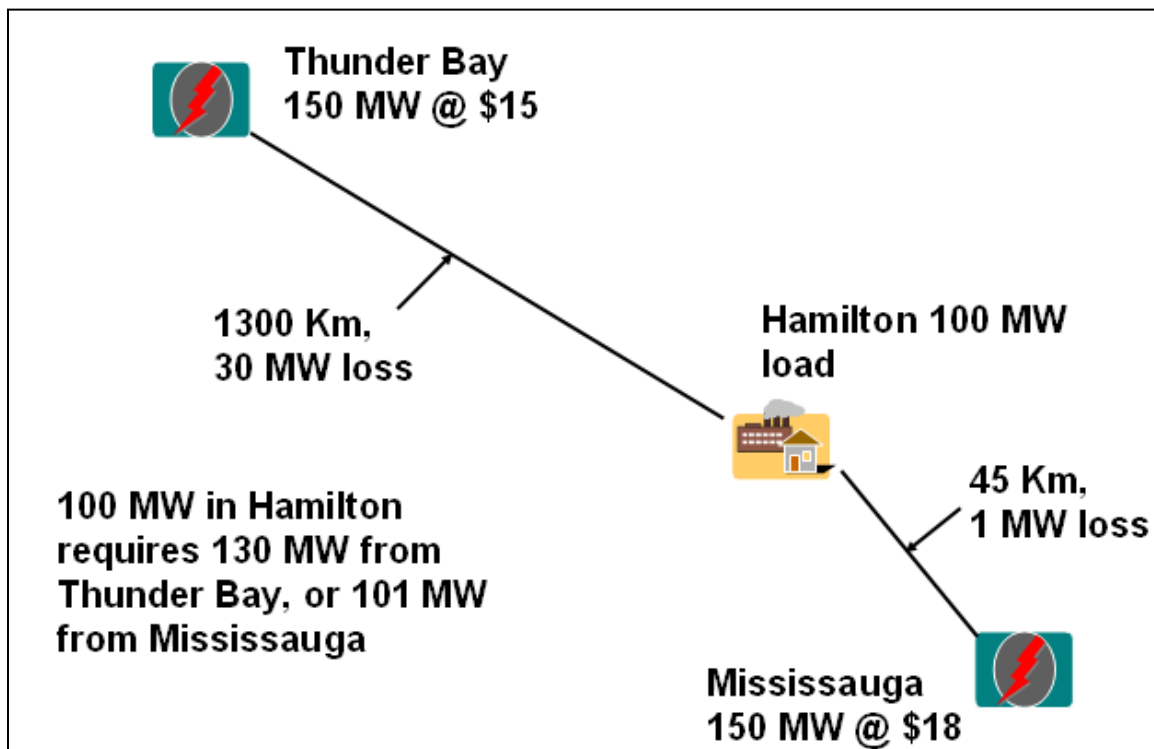 Thunder Bay
150 MW @ $15
1300 Km,
30 MW loss
Hamilton 100 MW
load
45 Km,
1 MW loss
100 MW in Hamilton
requires 130 MW from
Thunder Bay, or 101 MW
from Mississauga
Mississauga
150 MW @ $18